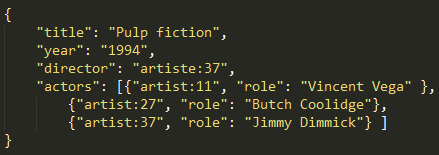 {
"title": "Pulp fiction",
"year": "1994",
"director": "artiste:37",
"actors": [{"artist:11", "role": "Vincent Vega" },
{"artist:27", "role": "Butch Coolidge"},
{"artist:37", "role": "Jimmy Dimmick"} ]
}